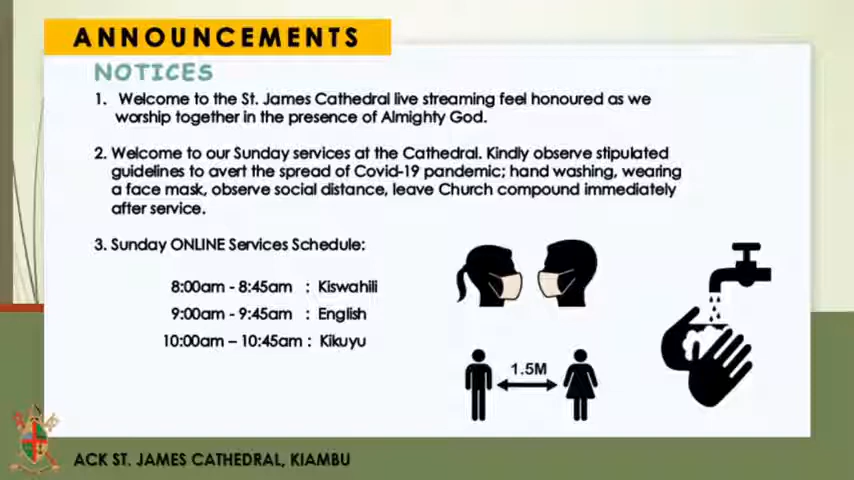 ANNOUNCEMENTS
NOTICES
1. Welcome to the St. James Cathedral live streaming feel honoured as we
worship together in the presence of Almighty God.
2. Welcome to our Sunday services at the Cathedral. Kindly observe stipulated
guidelines to avert the spread of Covid-19 pandemic; hand washing, wearing
a face mask, observe social distance, leave Church compound immediately
after service.
3. Sunday ONLINE Services Schedule:
8:00am - 8:45am : Kiswahili
9:00am - 9:45am : English
10:00am – 10:45am : Kikuyu
1.5M
ACK ST. JAMES CATHEDRAL, KIAMBU